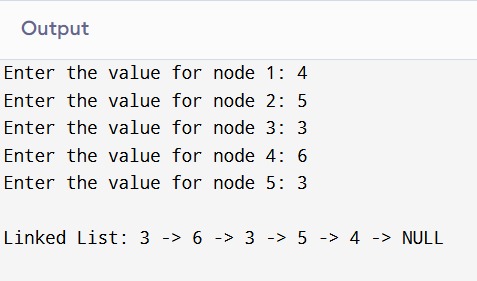 Output
Enter the value for node 1: 4
Enter the value for node 2: 5
Enter the value for node 3: 3
Enter the value for node 4: 6
Enter the value for node 5: 3
Linked List: 3 -> 6 -> 3 -> 5 -> 4 -> NULL